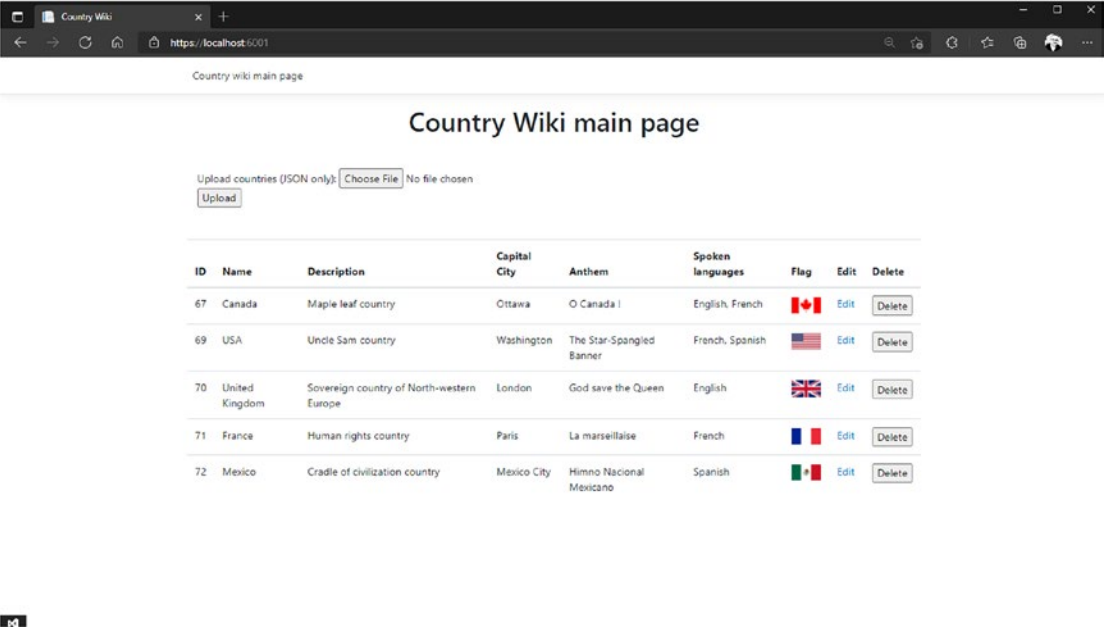 Country Wiki
https://localhost:6001
Country wiki main page
Country Wiki main page
Upload countries (JSON only): Choose File No file chosen
Upload
ID Name Description Capital City Anthem Spoken languages Flag Edit Delete
67 Canada Maple leaf country Ottawa O Canada ! English, French Edit Delete
69 USA Uncle Sam country Washington The Star-Spangled Banner French, Spanish Edit Delete
70 United Kingdom Sovereign country of North-western Europe London God save the Queen English Edit Delete
71 France Human rights country Paris La marseillaise French Edit Delete
72 Mexico Cradle of civilization country Mexico City Himno Nacional Mexicano Spanish Edit Delete